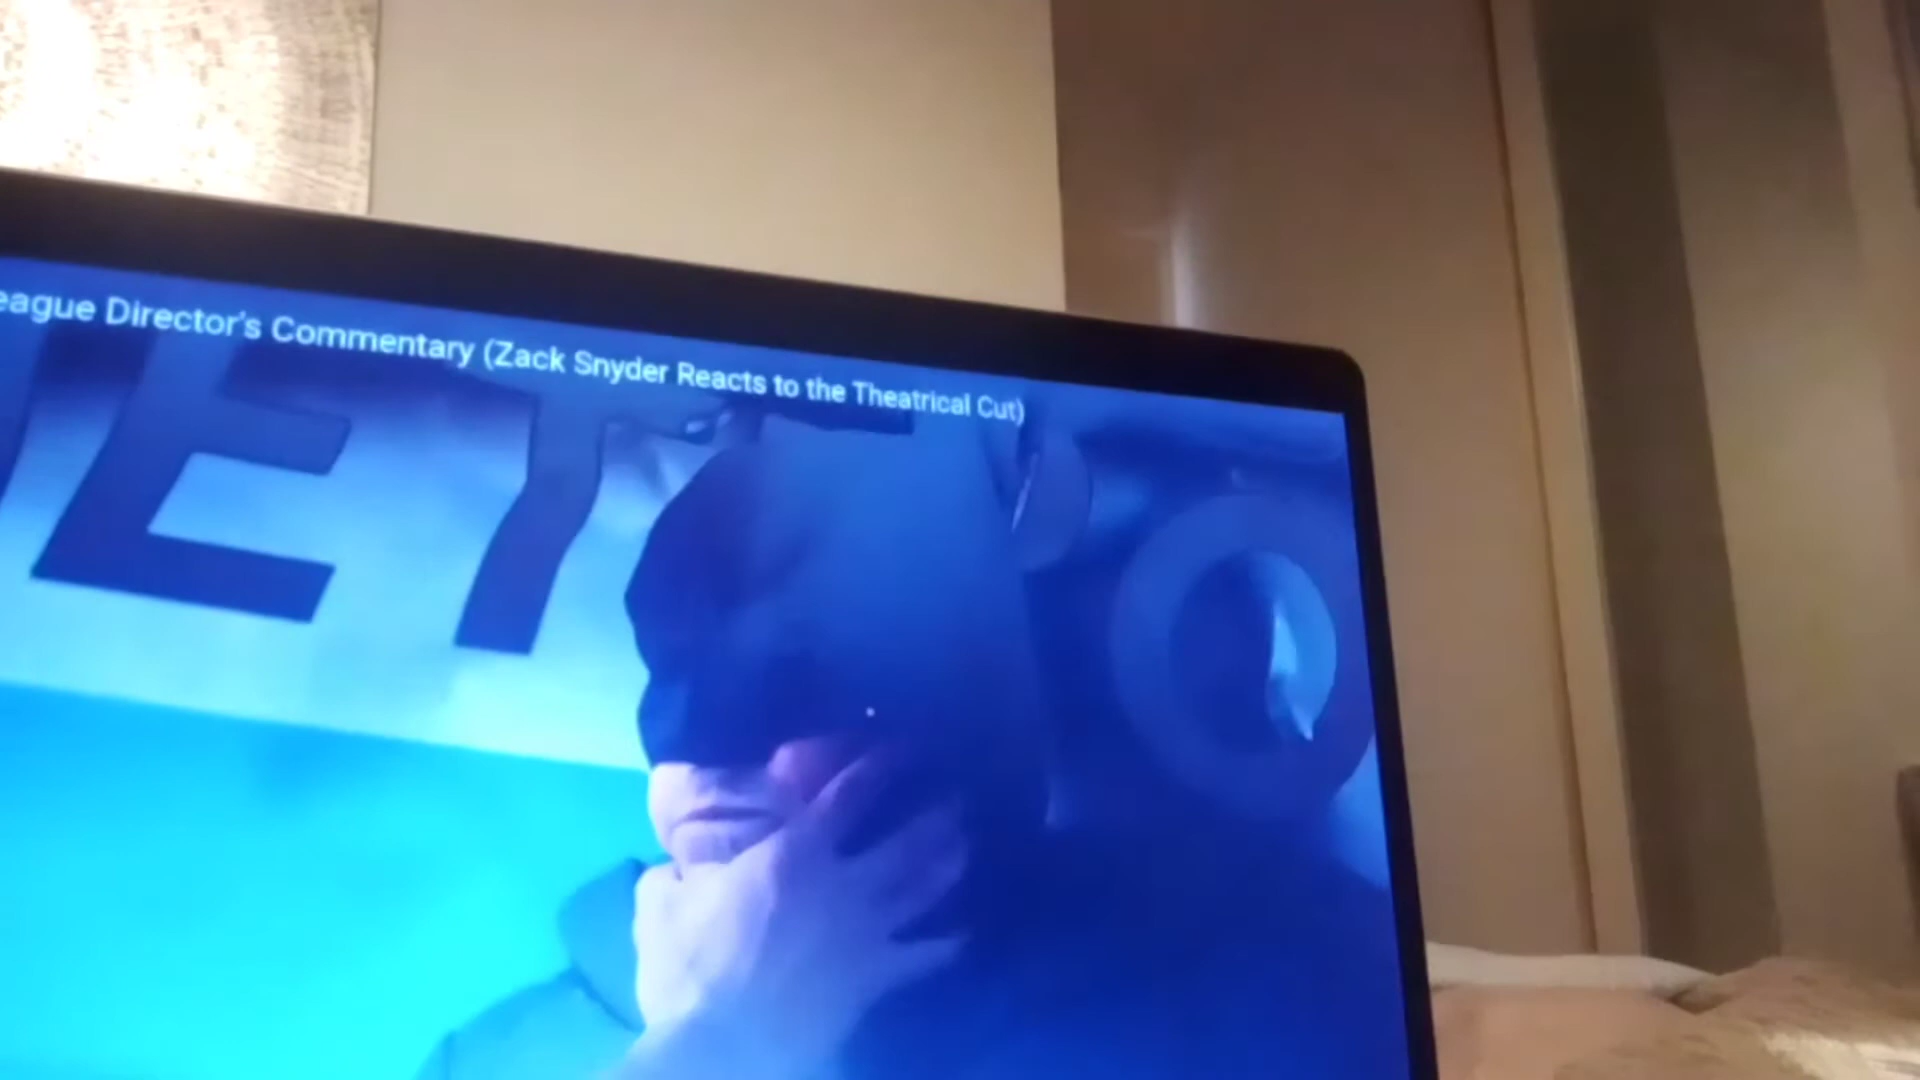 eague Director's Commentary (Zack Snyder Reacts to the Theatrical Cut)
ET O